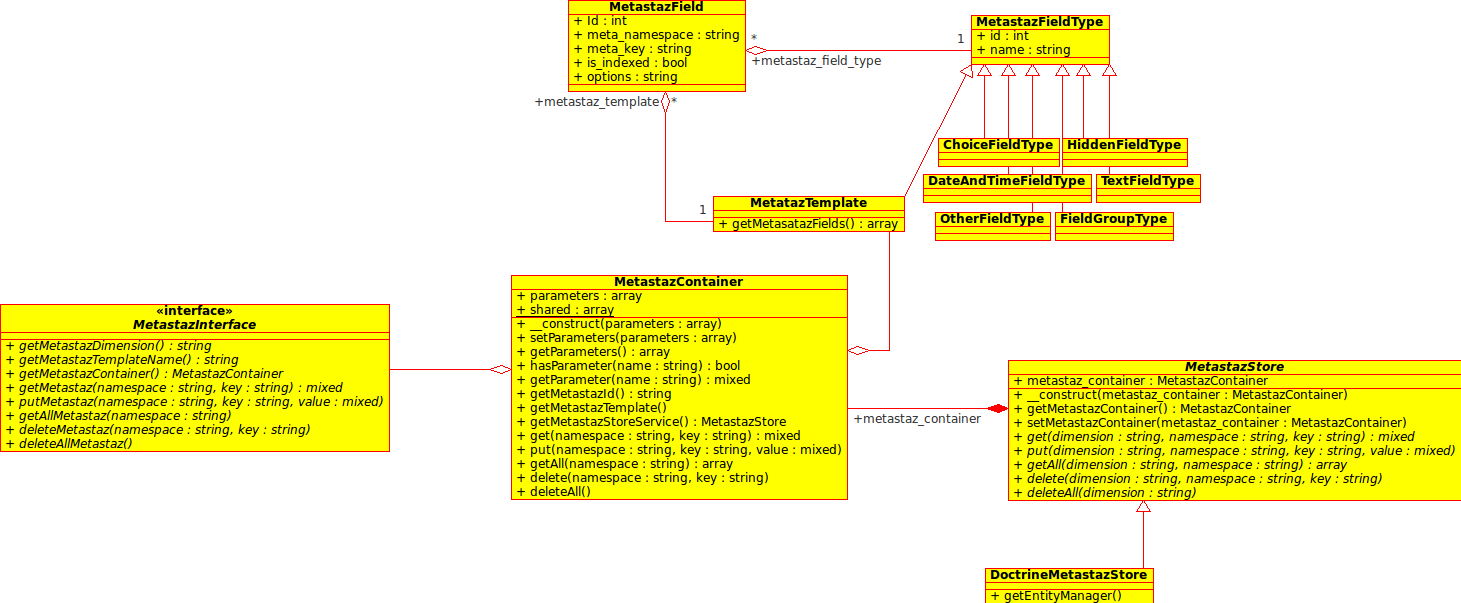 MetastazField
+ Id : int
+ meta_namespace : string
+ meta_key : string
+ is_indexed : bool
+ options : string
*
+metastaz_field_type
1
MetastazFieldType
+ id : int
+ name : string
+metastaz_template
*
1
ChoiceFieldType
HiddenFieldType
DateAndTimeFieldType
TextFieldType
OtherFieldType
FieldGroupType
MetatazTemplate
+ getMetasatazFields() : array
«interface»
MetastazInterface
+ getMetastazDimension() : string
+ getMetastazTemplateName() : string
+ getMetastazContainer() : MetastazContainer
+ getMetastaz(namespace : string, key : string) : mixed
+ putMetastaz(namespace : string, key : string, value : mixed)
+ getAllMetastaz(namespace : string)
+ deleteMetastaz(namespace : string, key : string)
+ deleteAllMetastaz()
MetastazContainer
+ parameters : array
+ shared : array
+ __construct(parameters : array)
+ setParameters(parameters : array)
+ getParameters() : array
+ hasParameter(name : string) : bool
+ getParameter(name : string) : mixed
+ getMetastazId() : string
+ getMetastazTemplate()
+ getMetastazStoreService() : MetastazStore
+ get(namespace : string, key : string) : mixed
+ put(namespace : string, key : string, value : mixed)
+ getAll(namespace : string) : array
+ delete(namespace : string, key : string)
+ deleteAll()
+metastaz_container
MetastazStore
+ metastaz_container : MetastazContainer
+ __construct(metastaz_container : MetastazContainer)
+ getMetastazContainer() : MetastazContainer
+ setMetastazContainer(metastaz_container : MetastazContainer)
+ get(dimension : string, namespace : string, key : string) : mixed
+ put(dimension : string, namespace : string, key : string, value : mixed)
+ getAll(dimension : string, namespace : string) : array
+ delete(dimension : string, namespace : string, key : string)
+ deleteAll(dimension : string)
DoctrineMetastazStore
+ getEntityManager()